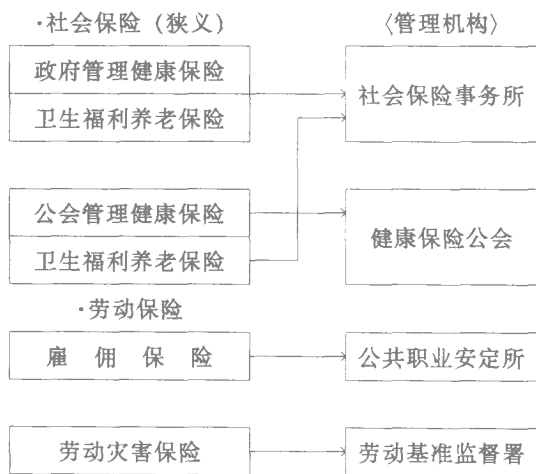 ·社会保险（狭义）
〈管理机构〉
政府管理健康保险
卫生福利养老保险
社会保险事务所
公会管理健康保险
卫生福利养老保险
健康保险公会
·劳动保险
雇佣保险
公共职业安定所
劳动灾害保险
劳动基准监督署